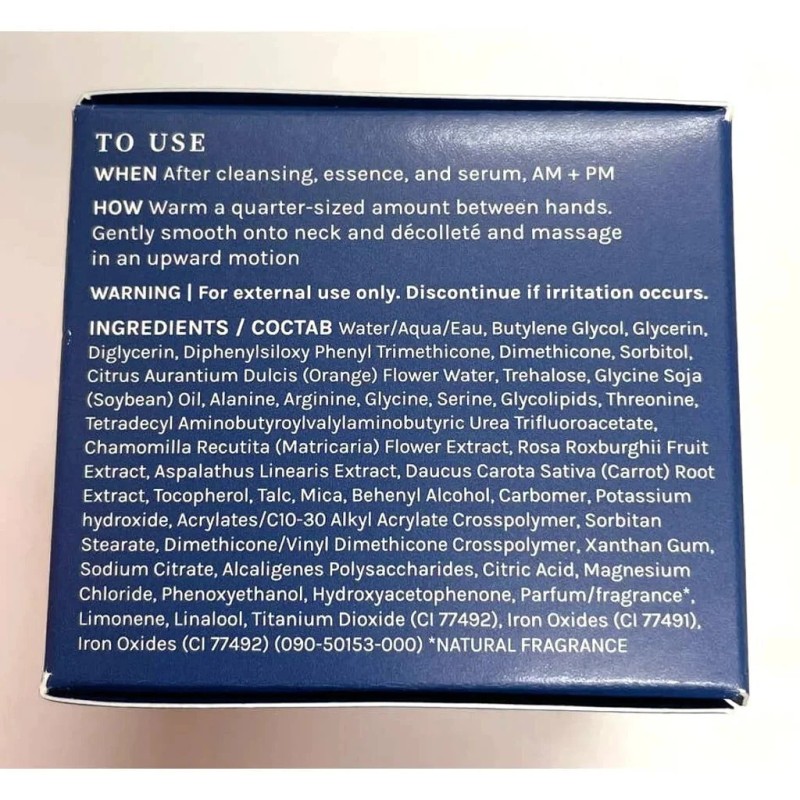 TO USE
WHEN After cleansing, essence, and serum, AM + PM
HOW Warm a quarter-sized amount between hands.
Gently smooth onto neck and décolleté and massage
in an upward motion
WARNING | For external use only. Discontinue if irritation occurs.
INGREDIENTS / COCTAB Water/Aqua/Eau, Butylene Glycol, Glycerin,
Diglycerin, Diphenylsiloxy Phenyl Trimethicone, Dimethicone, Sorbitol,
Citrus Aurantium Dulcis (Orange) Flower Water, Trehalose, Glycine Soja
(Soybean) Oil, Alanine, Arginine, Glycine, Serine, Glycolipids, Threonine,
Tetradecyl Aminobutyroylvalylaminobutyric Urea Trifluoroacetate,
Chamomilla Recutita (Matricaria) Flower Extract, Rosa Roxburghii Fruit
Extract, Aspalathus Linearis Extract, Daucus Carota Sativa (Carrot) Root
Extract, Tocopherol, Talc, Mica, Behenyl Alcohol, Carbomer, Potassium
hydroxide, Acrylates/C10-30 Alkyl Acrylate Crosspolymer, Sorbitan
Stearate, Dimethicone/Vinyl Dimethicone Crosspolymer, Xanthan Gum,
Sodium Citrate, Alcaligenes Polysaccharides, Citric Acid, Magnesium
Chloride, Phenoxyethanol, Hydroxyacetophenone, Parfum/fragrance*,
Limonene, Linalool, Titanium Dioxide (CI 77492), Iron Oxides (CI 77491),
Iron Oxides (CI 77492) (090-50153-000) *NATURAL FRAGRANCE